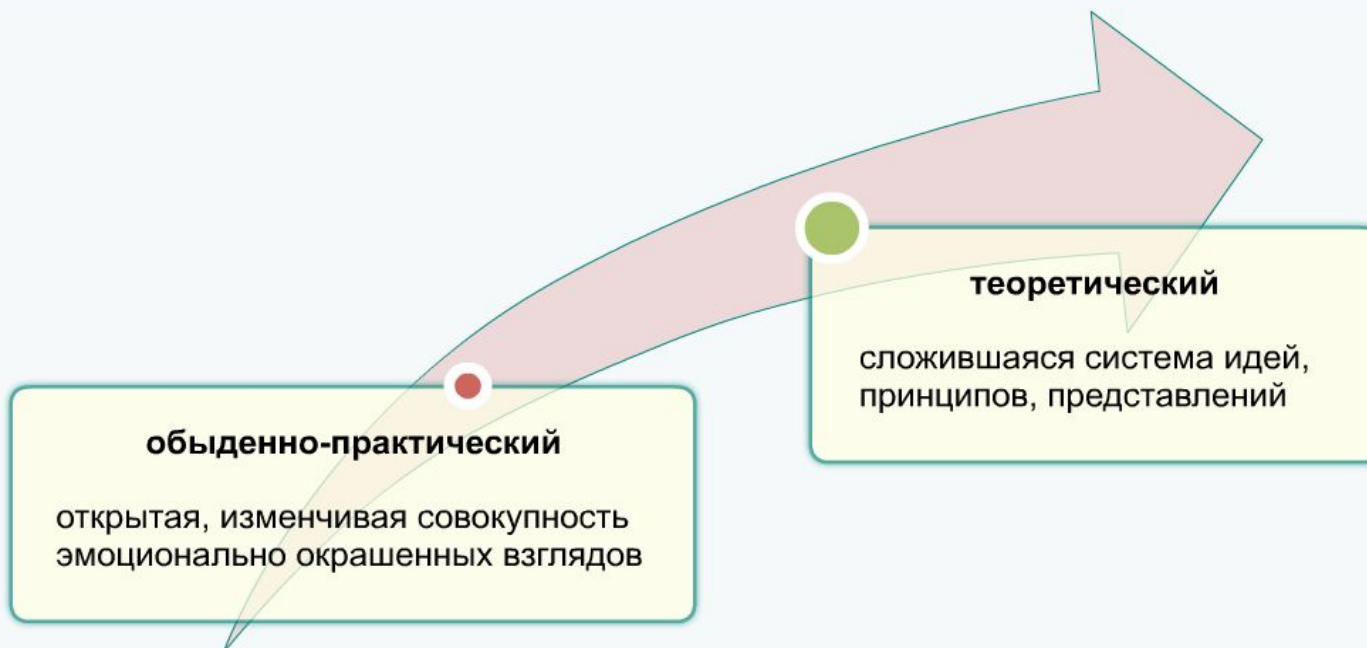 теоретический
сложившаяся система идей,
принципов, представлений
обыденно-практический
открытая, изменчивая совокупность
эмоционально окрашенных взглядов